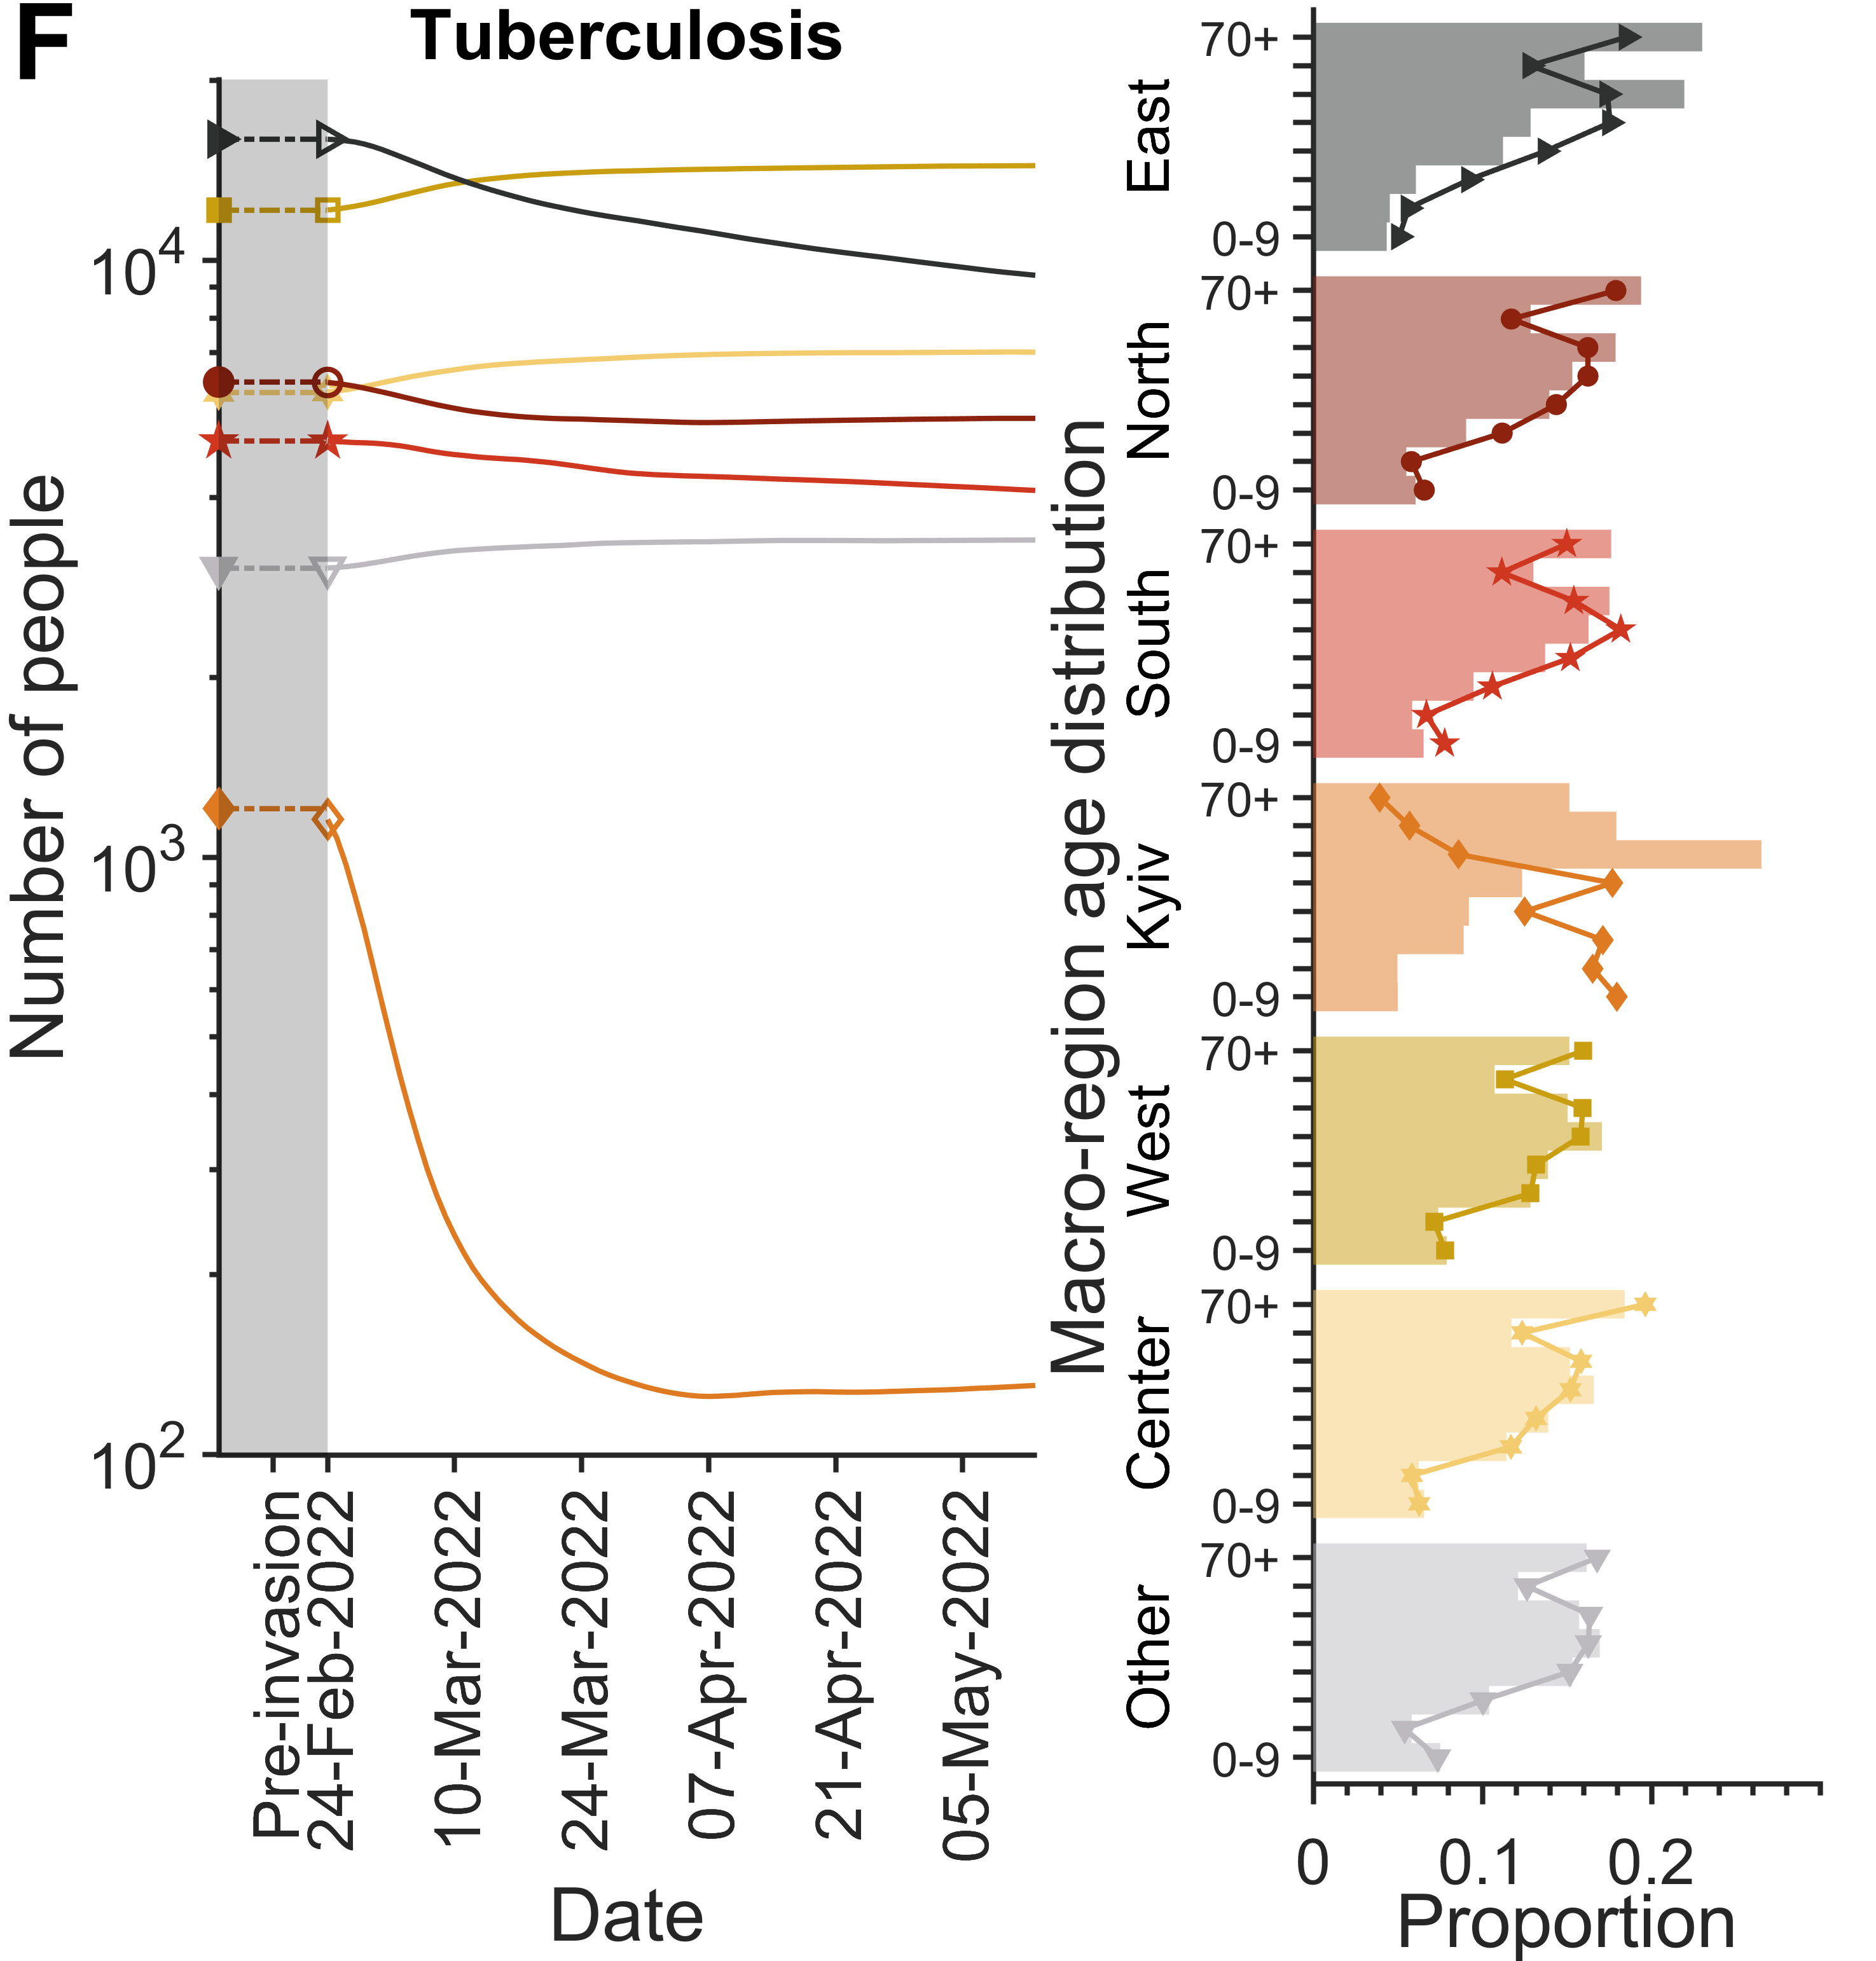 F
Tuberculosis
Number of people
10^4
10^3
10^2
Pre-invasion
24-Feb-2022
10-Mar-2022
24-Mar-2022
07-Apr-2022
21-Apr-2022
05-May-2022
Date
Macro-region age distribution
East
70+
0-9
North
70+
0-9
South
70+
0-9
Kyiv
70+
0-9
West
70+
0-9
Center
70+
0-9
Other
70+
0-9
0
0.1
0.2
Proportion